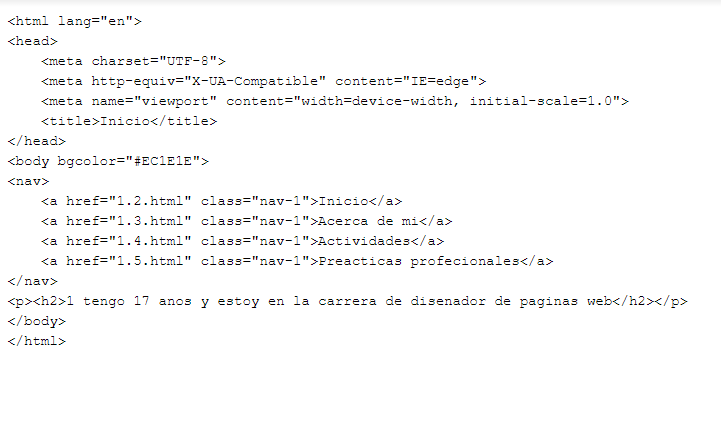 <html lang="en">
<head>
    <meta charset="UTF-8">
    <meta http-equiv="X-UA-Compatible" content="IE=edge">
    <meta name="viewport" content="width=device-width, initial-scale=1.0">
    <title>Inicio</title>
</head>
<body bgcolor="#EC1E1E">
<nav>
    <a href="1.2.html" class="nav-1">Inicio</a>
    <a href="1.3.html" class="nav-1">Acerca de mi</a>
    <a href="1.4.html" class="nav-1">Actividades</a>
    <a href="1.5.html" class="nav-1">Preacticas profecionales</a>
</nav>
<p><h2>l tengo 17 anos y estoy en la carrera de disenador de paginas web</h2></p>
</body>
</html>